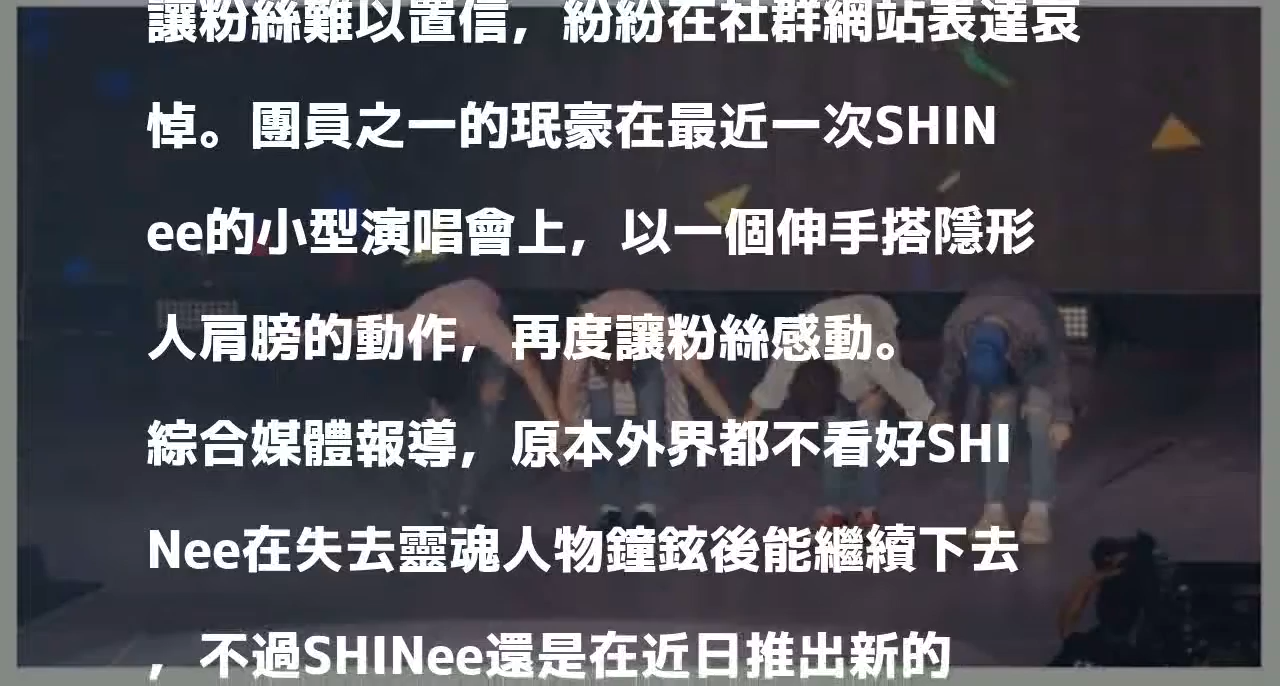 讓粉絲難以置信，紛紛在社群網站表達哀
悼。團員之一的珉豪在最近一次SHIN
ee的小型演唱會上，以一個伸手搭隱形
人肩膀的動作，再度讓粉絲感動。
綜合媒體報導，原本外界都不看好SHI
Nee在失去靈魂人物鐘鉉後能繼續下去
，不過SHINee還是在近日推出新的